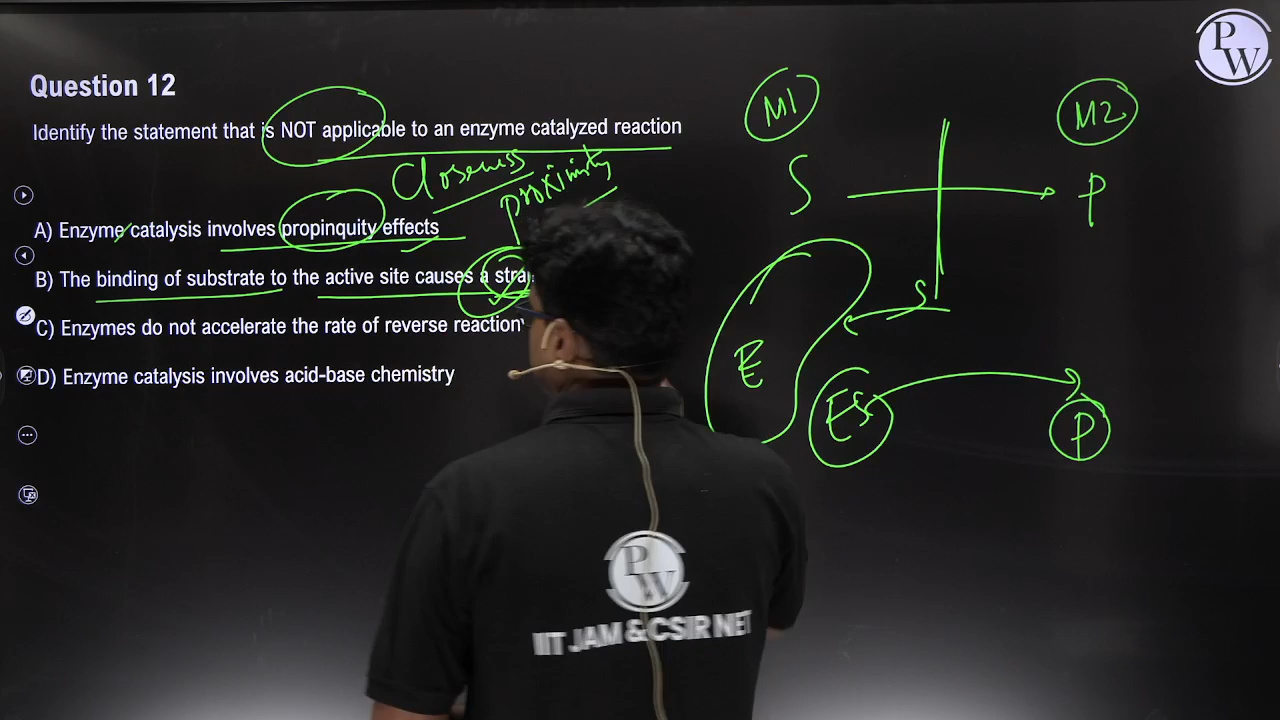 PW
Question 12
M1
M2
Identify the statement that is NOT applicable to an enzyme catalyzed reaction
Closeness
proximity
S
P
A) Enzyme catalysis involves propinquity effects
B) The binding of substrate to the active site causes a
S
C) Enzymes do not accelerate the rate of reverse reaction
E
D) Enzyme catalysis involves acid-base chemistry
ES
P
PW
IIT JAM & CSIR NET